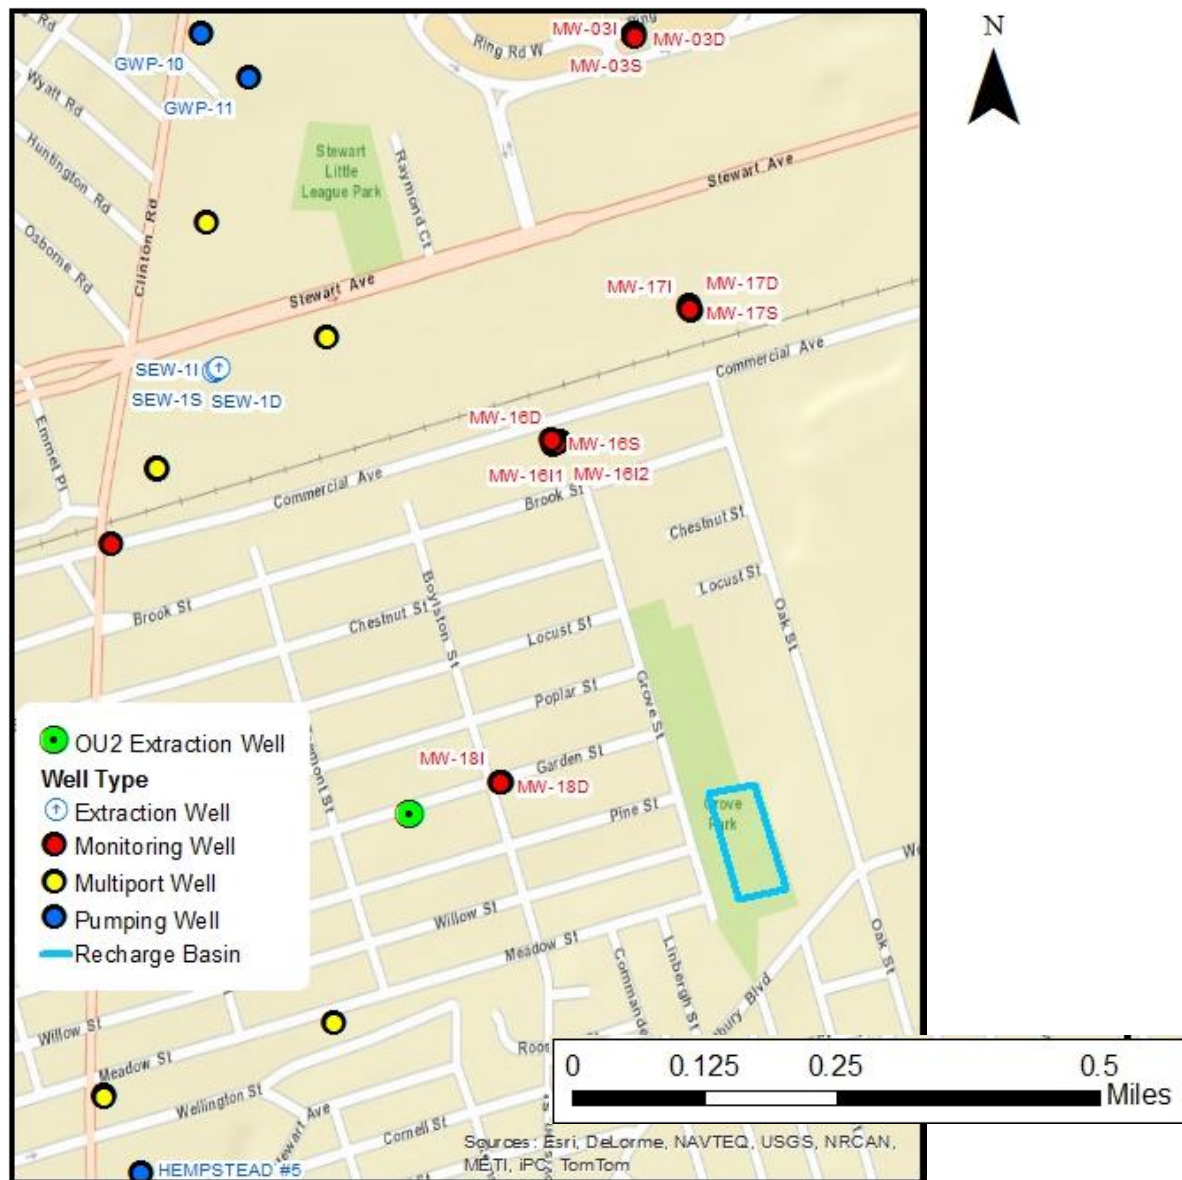 N
Rd
Ring
MW-03I
MW-03D
Ring Rd W
MW-03S
GWP-10
Wyatt Rd
GWP-11
Huntington Rd
Stewart
Little
League Park
Raymond Ct
Stewart Ave
Osborne Rd
Clinton Rd
Stewart Ave
MW-17I
MW-17D
MW-17S
Commercial Ave
SEW-1I
SEW-1S
SEW-1D
Emmel Pl
MW-16D
MW-16S
MW-16I1
MW-16I2
Commercial Ave
Brook St
Chestnut St
Locust St
Brook St
Chestnut St
Boylston St
Locust St
Oak St
Poplar St
Grove St
Garden St
MW-18I
MW-18D
Pine St
Grove
Park
OU2 Extraction Well
Well Type
Extraction Well
Monitoring Well
Multiport Well
Pumping Well
Recharge Basin
Willow St
Meadow St
Commande
Linbergh St
Oak St
bury Blvd
Willow St
Meadow St
Roos
Wellington St
Cornell St
0 0.125 0.25 0.5
Miles
Sources: Esri, DeLorme, NAVTEQ, USGS, NRCAN,
METI, iPC, TomTom
HEMPSTEAD #5